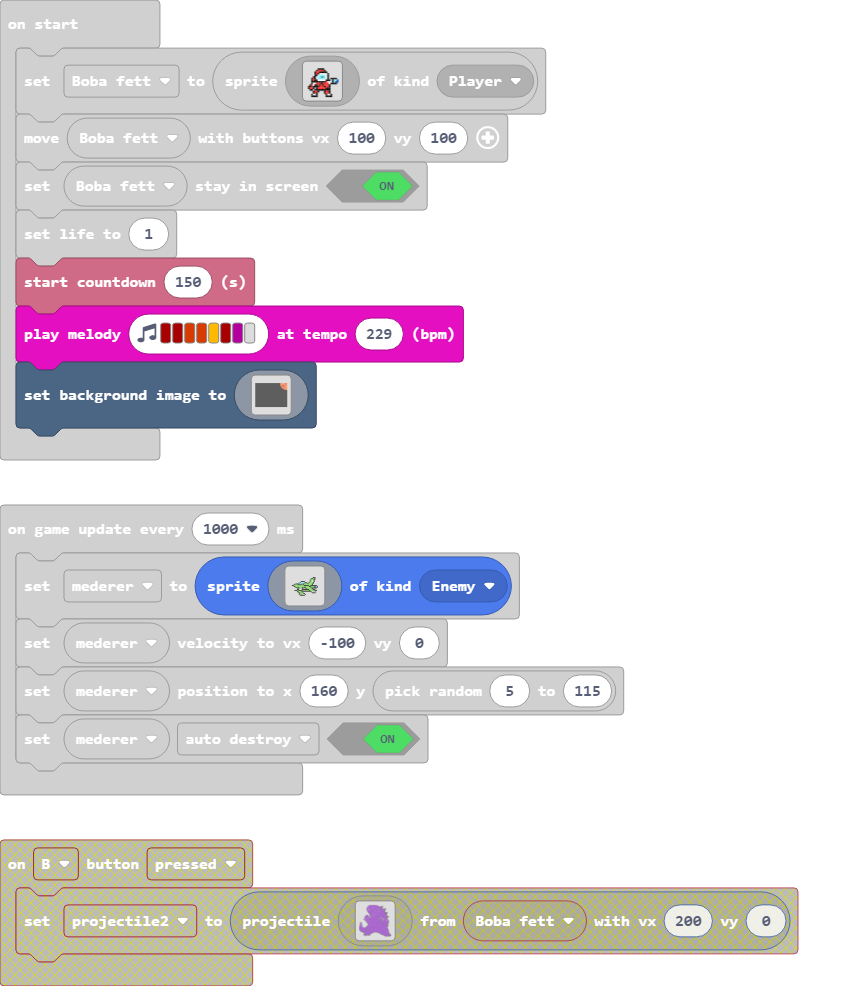 on start
set Boba fett to sprite of kind Player
move Boba fett with buttons vx 100 vy 100
set Boba fett stay in screen ON
set life to 1
start countdown 150 (s)
play melody at tempo 229 (bpm)
set background image to
on game update every 1000 ms
set mederer to sprite of kind Enemy
set mederer velocity to vx -100 vy 0
set mederer position to x 160 y pick random 5 to 115
set mederer auto destroy ON
on B button pressed
set projectile2 to projectile from Boba fett with vx 200 vy 0